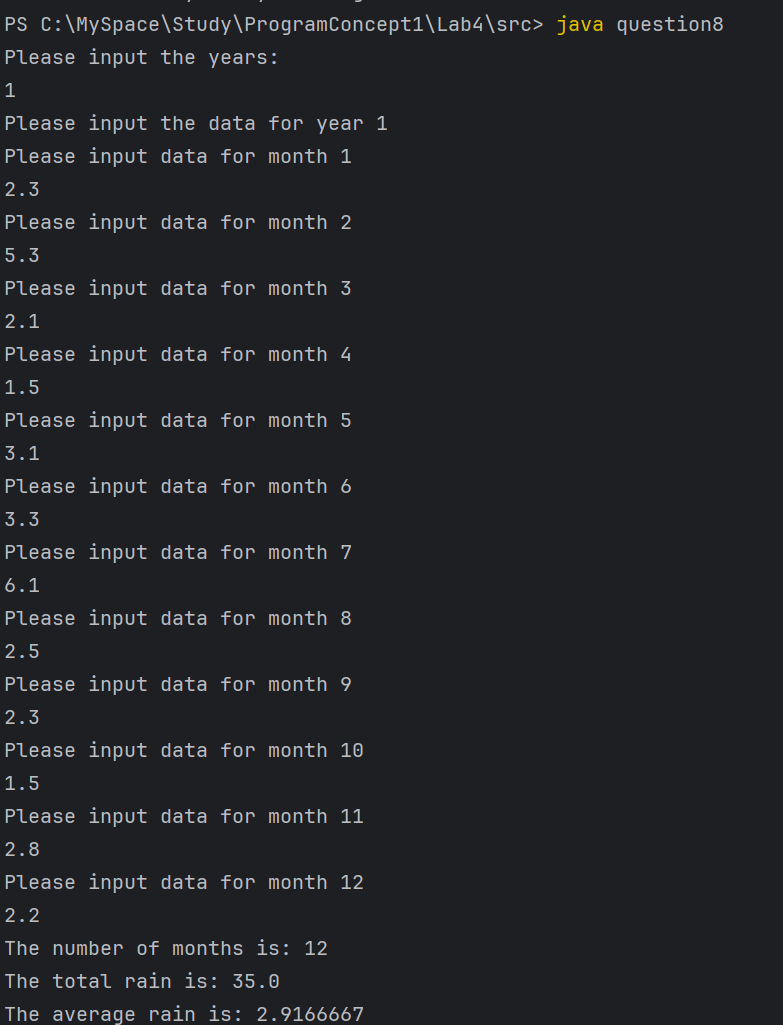 PS C:\MySpace\Study\ProgramConcept1\Lab4\src> java question8
Please input the years:
1
Please input the data for year 1
Please input data for month 1
2.3
Please input data for month 2
5.3
Please input data for month 3
2.1
Please input data for month 4
1.5
Please input data for month 5
3.1
Please input data for month 6
3.3
Please input data for month 7
6.1
Please input data for month 8
2.5
Please input data for month 9
2.3
Please input data for month 10
1.5
Please input data for month 11
2.8
Please input data for month 12
2.2
The number of months is: 12
The total rain is: 35.0
The average rain is: 2.9166667